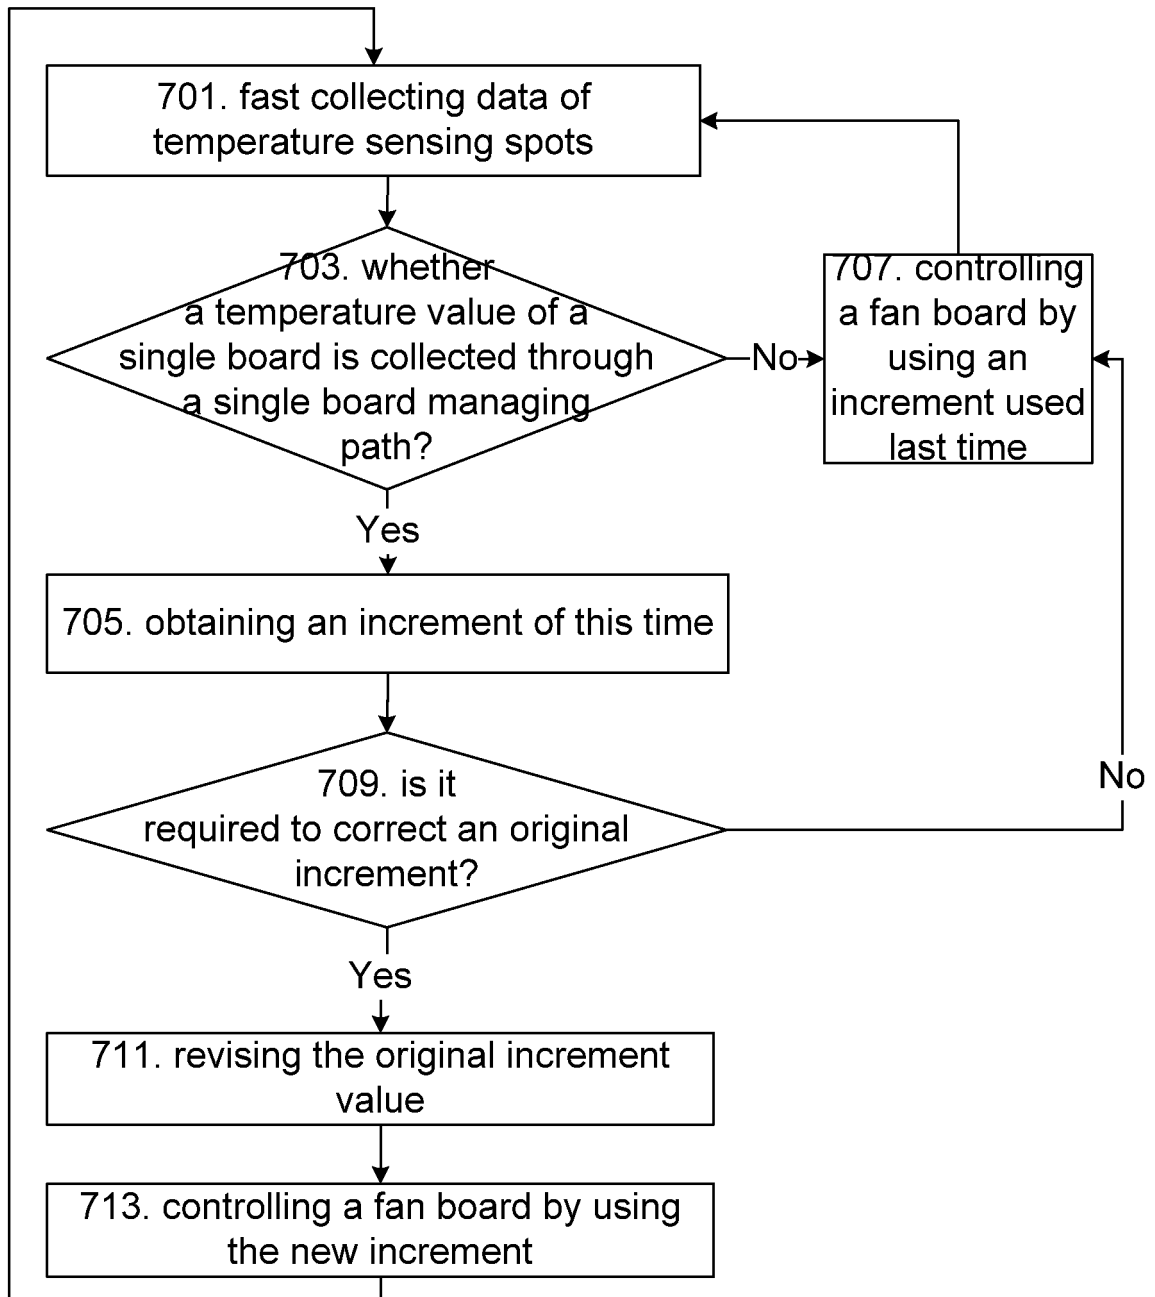 701. fast collecting data of
temperature sensing spots
703. whether
a temperature value of a
single board is collected through
a single board managing
path?
No
707. controlling
a fan board by
using an
increment used
last time
Yes
705. obtaining an increment of this time
709. is it
required to correct an original
increment?
No
Yes
711. revising the original increment
value
713. controlling a fan board by using
the new increment